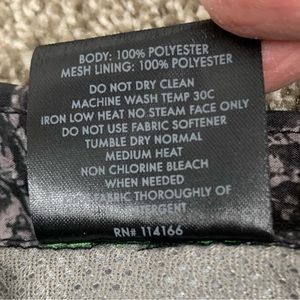 BODY: 100% POLYESTER
MESH LINING: 100% POLYESTER
DO NOT DRY CLEAN
MACHINE WASH TEMP 30C
IRON LOW HEAT NO STEAM FACE ONLY
DO NOT USE FABRIC SOFTENER
TUMBLE DRY NORMAL
MEDIUM HEAT
NON CHLORINE BLEACH
WHEN NEEDED
FABRIC THOROUGHLY OF
RN# 114166